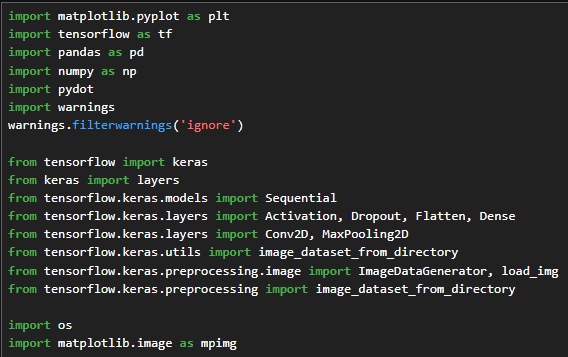 import matplotlib.pyplot as plt
import tensorflow as tf
import pandas as pd
import numpy as np
import pydot
import warnings
warnings.filterwarnings('ignore')
from tensorflow import keras
from keras import layers
from tensorflow.keras.models import Sequential
from tensorflow.keras.layers import Activation, Dropout, Flatten, Dense
from tensorflow.keras.layers import Conv2D, MaxPooling2D
from tensorflow.keras.utils import image_dataset_from_directory
from tensorflow.keras.preprocessing.image import ImageDataGenerator, load_img
from tensorflow.keras.preprocessing import image_dataset_from_directory
import os
import matplotlib.image as mpimg